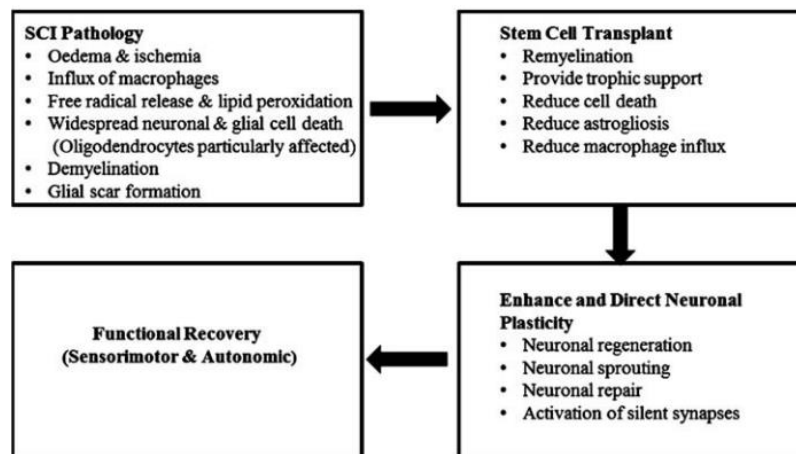 SCI Pathology
• Oedema & ischemia
• Influx of macrophages
• Free radical release & lipid peroxidation
• Widespread neuronal & glial cell death
(Oligodendrocytes particularly affected)
• Demyelination
• Glial scar formation
Stem Cell Transplant
• Remyelination
• Provide trophic support
• Reduce cell death
• Reduce astrogliosis
• Reduce macrophage influx
Enhance and Direct Neuronal
Plasticity
• Neuronal regeneration
• Neuronal sprouting
• Neuronal repair
• Activation of silent synapses
Functional Recovery
(Sensorimotor & Autonomic)